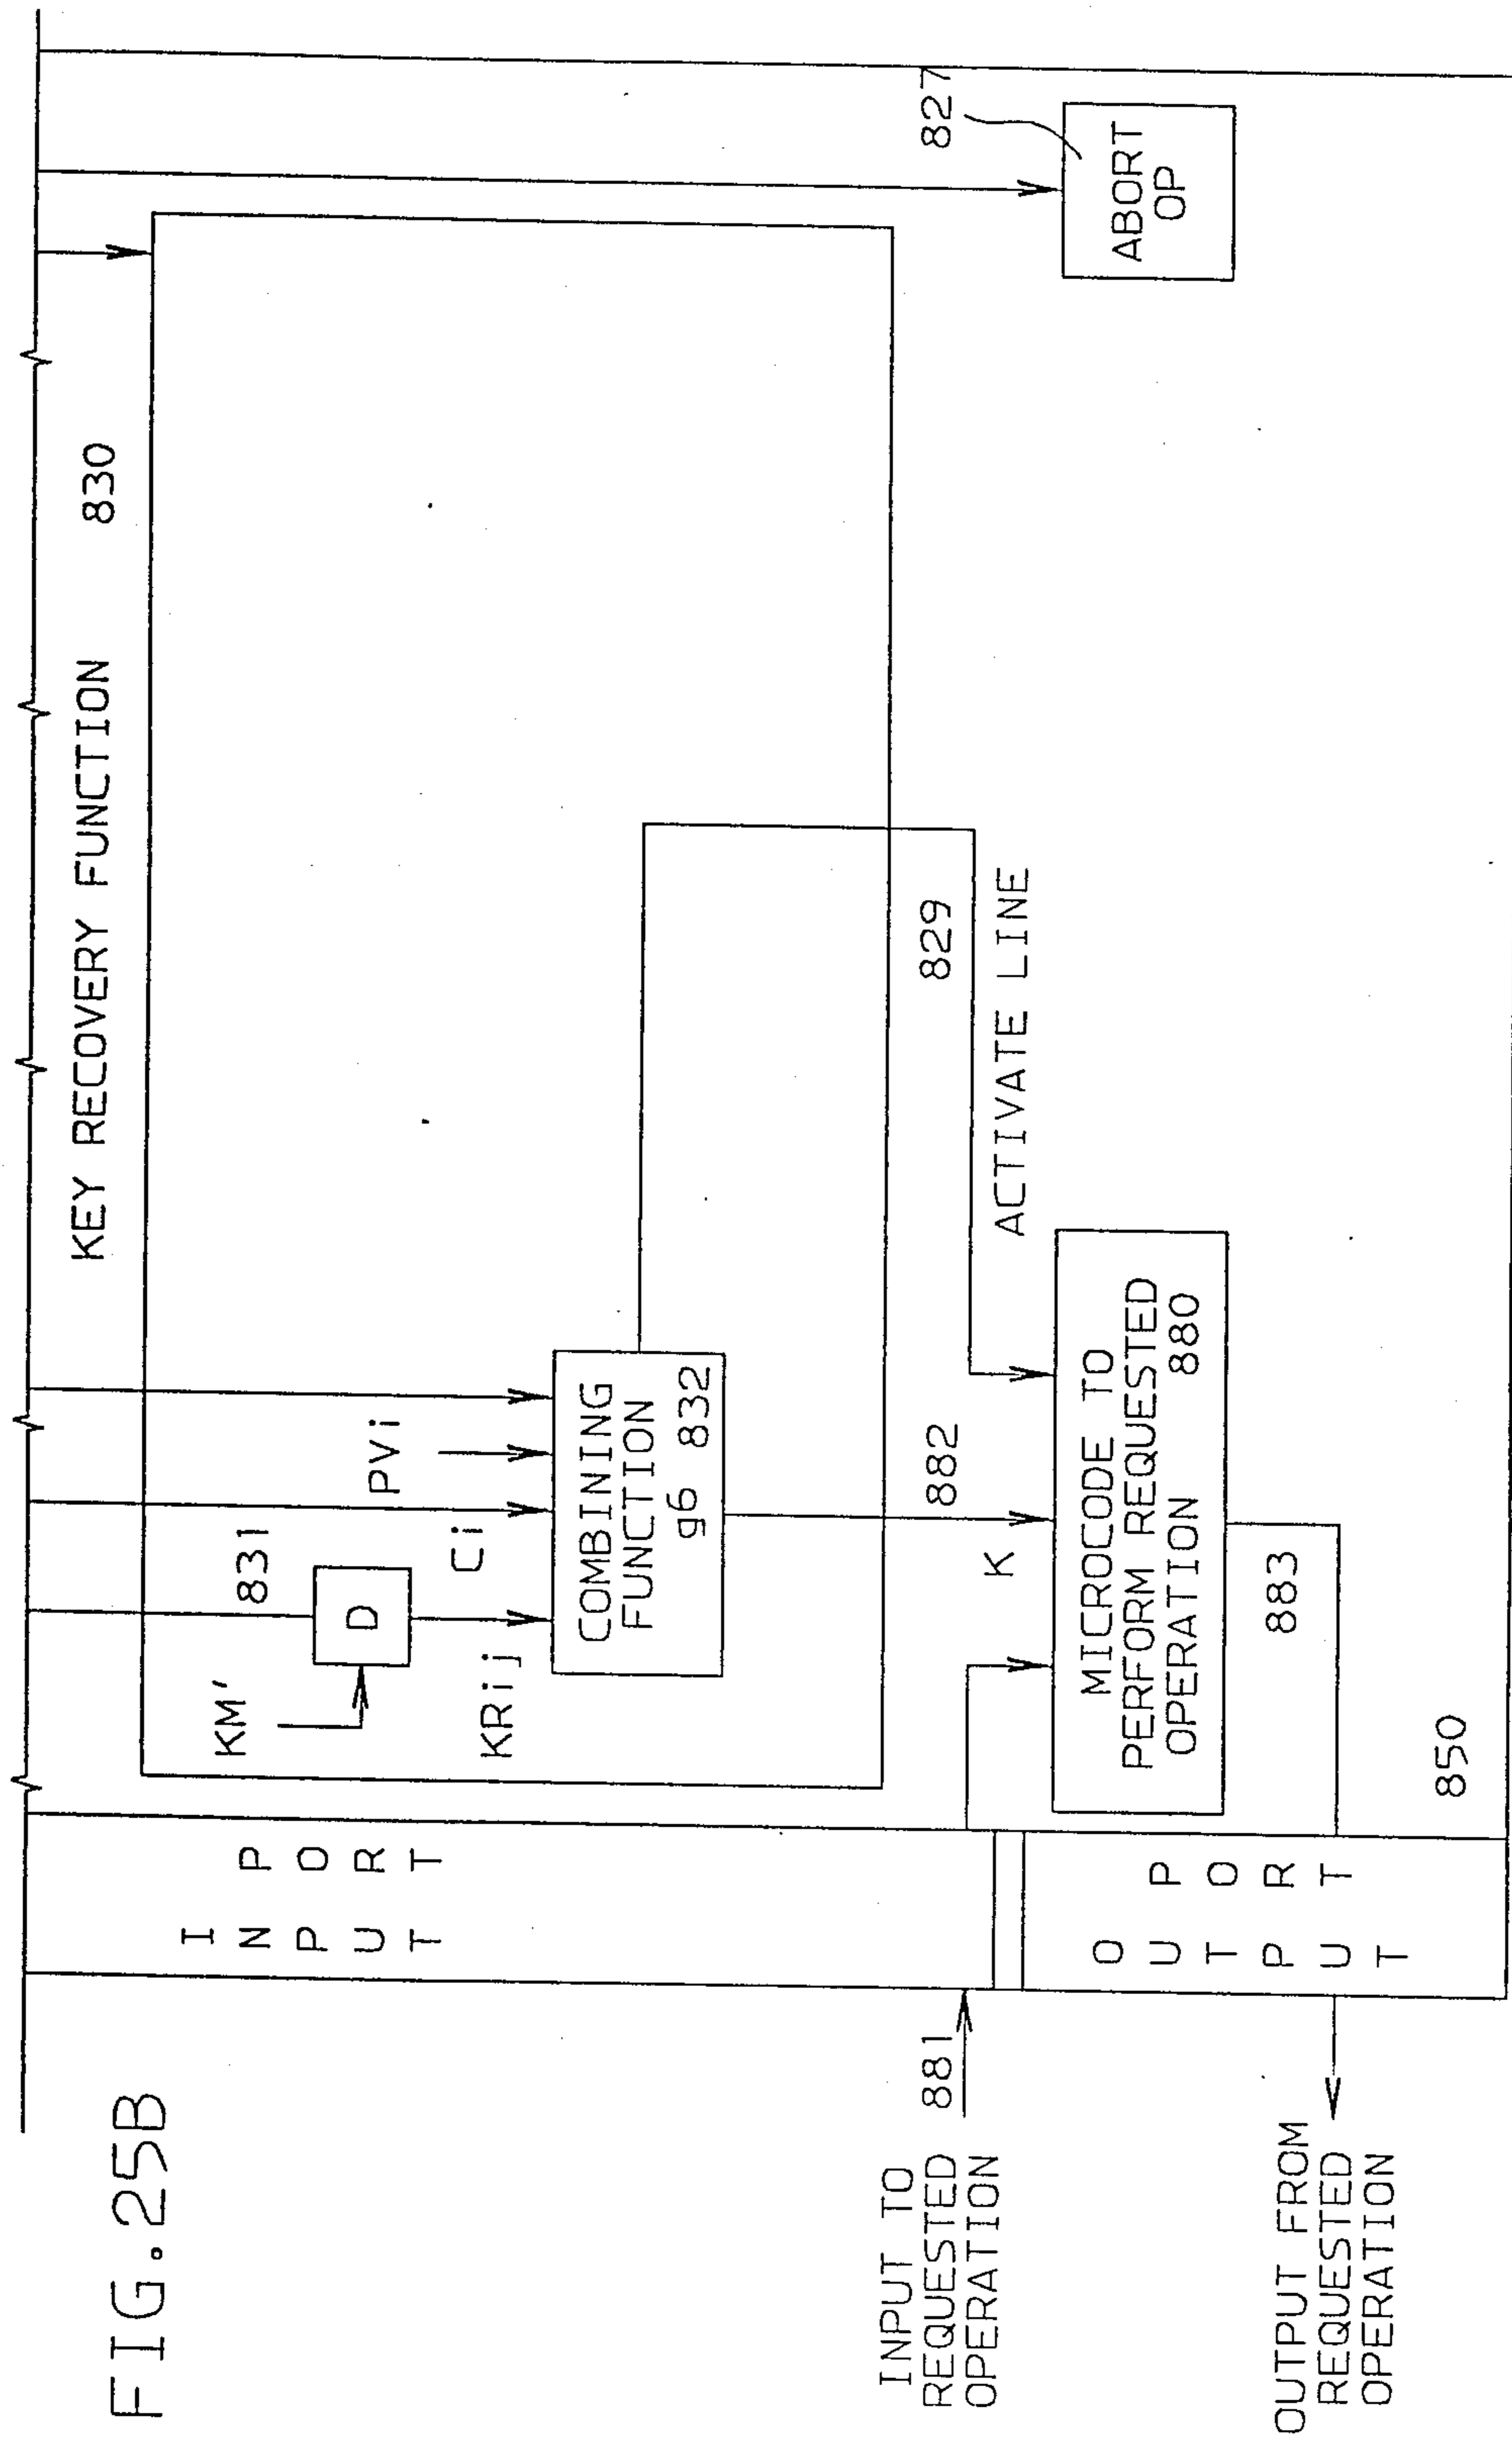 FIG.25B
KEY RECOVERY FUNCTION 830
INPUT
PORT
KM'
831
D
KRij
Ci
PVi
COMBINING
FUNCTION
g6 832
829
ACTIVATE LINE
827
ABORT
OP
INPUT TO
REQUESTED
OPERATION
881
K
882
MICROCODE TO
PERFORM REQUESTED
OPERATION 880
883
OUTPUT
PORT
850
OUTPUT FROM
REQUESTED
OPERATION